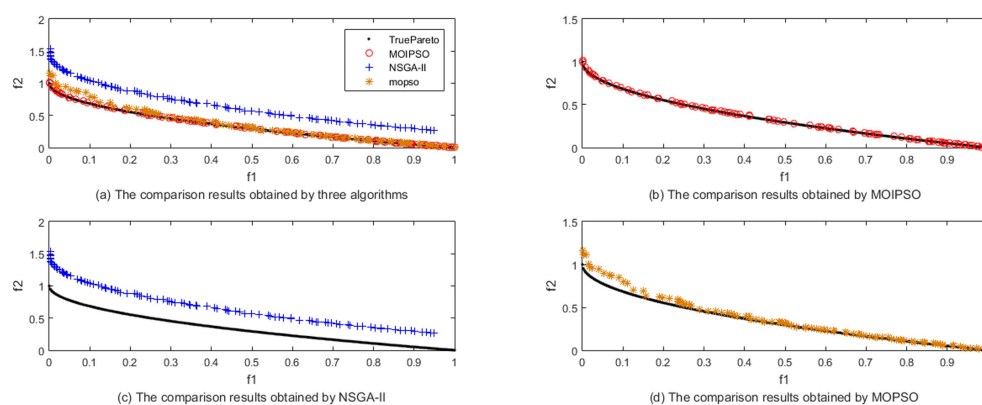 2
1.5
1
0.5
0
f2
TruePareto
MOIPSO
NSGA-II
mopso
0 0.1 0.2 0.3 0.4 0.5 0.6 0.7 0.8 0.9 1
f1
(a) The comparison results obtained by three algorithms
1.5
1
0.5
0
f2
0 0.1 0.2 0.3 0.4 0.5 0.6 0.7 0.8 0.9
f1
(b) The comparison results obtained by MOIPSO
2
1.5
1
0.5
0
f2
0 0.1 0.2 0.3 0.4 0.5 0.6 0.7 0.8 0.9 1
f1
(c) The comparison results obtained by NSGA-II
1.5
1
0.5
0
f2
0 0.1 0.2 0.3 0.4 0.5 0.6 0.7 0.8 0.9
f1
(d) The comparison results obtained by MOPSO